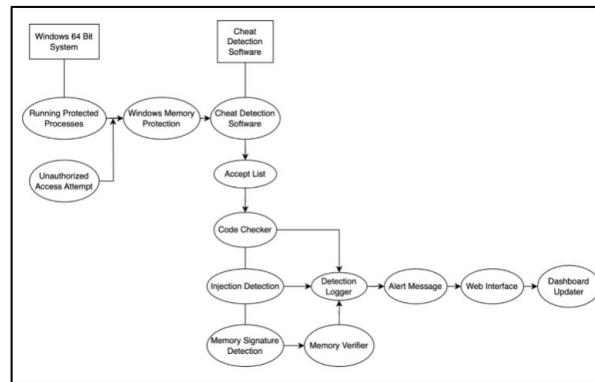 Windows 64 Bit
System
Cheat
Detection
Software
Running Protected
Processes
Windows Memory
Protection
Cheat Detection
Software
Unauthorized
Access Attempt
Accept List
Code Checker
Injection Detection
Detection
Logger
Alert Message
Web Interface
Dashboard
Updater
Memory Signature
Detection
Memory Verifier